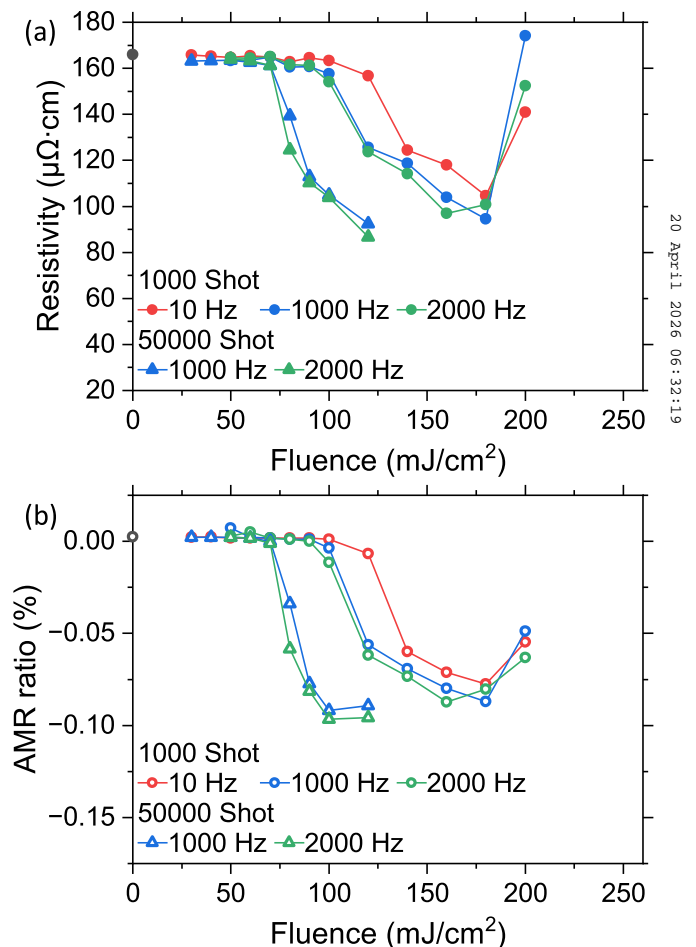 (a)
180
160
140
120
100
80
60
40
20
Resistivity (μΩ·cm)
1000 Shot
10 Hz 1000 Hz 2000 Hz
50000 Shot
1000 Hz 2000 Hz
0 50 100 150 200 250
Fluence (mJ/cm²)
20 April 2026 06:32:19
(b)
0.00
−0.05
−0.10
−0.15
AMR ratio (%)
1000 Shot
10 Hz 1000 Hz 2000 Hz
50000 Shot
1000 Hz 2000 Hz
0 50 100 150 200 250
Fluence (mJ/cm²)